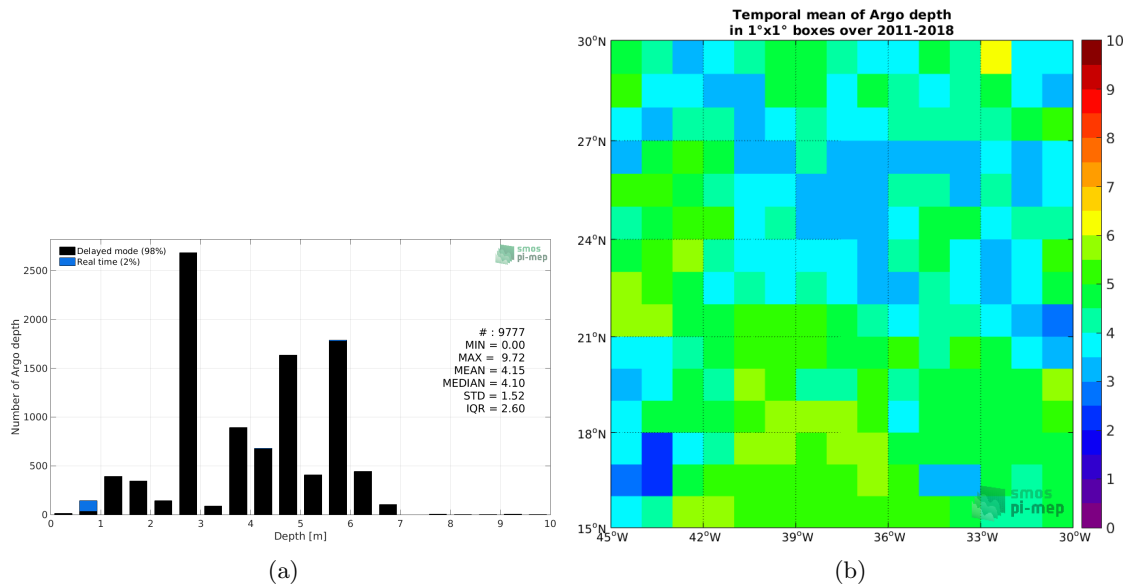 Delayed mode (98%)
Real time (2%)
smos
pi-mep
2500
2000
1500
1000
500
0
Number of Argo depth
# : 9777
MIN = 0.00
MAX = 9.72
MEAN = 4.15
MEDIAN = 4.10
STD = 1.52
IQR = 2.60
0 1 2 3 4 5 6 7 8 9 10
Depth [m]
(a)
Temporal mean of Argo depth
in 1°x1° boxes over 2011-2018
30°N
27°N
24°N
21°N
18°N
15°N
45°W 42°W 39°W 36°W 33°W 30°W
smos
pi-mep
10
9
8
7
6
5
4
3
2
1
0
(b)